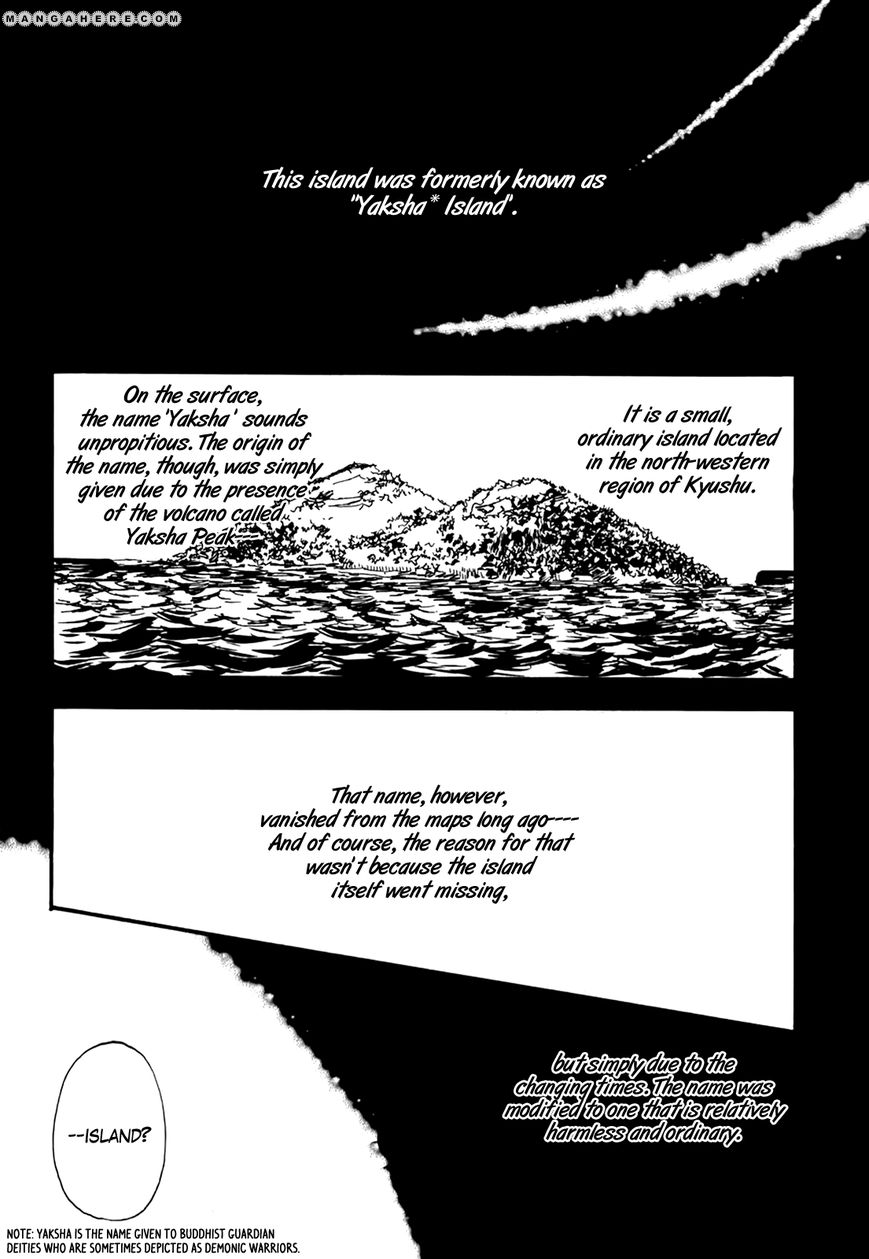 MANGAHERE.COM
This island was formerly known as
"Yaksha* Island".
It is a small,
ordinary island located
in the north-western
region of Kyushu.
On the surface,
the name 'Yaksha' sounds
unpropitious. The origin of
the name, though, was simply
given due to the presence
of the volcano called
Yaksha Peak--
That name, however,
vanished from the maps long ago----
And of course, the reason for that
wasn't because the island
itself went missing,
but simply due to the
changing times. The name was
modified to one that is relatively
harmless and ordinary.
--ISLAND?
NOTE: YAKSHA IS THE NAME GIVEN TO BUDDHIST GUARDIAN
DEITIES WHO ARE SOMETIMES DEPICTED AS DEMONIC WARRIORS.